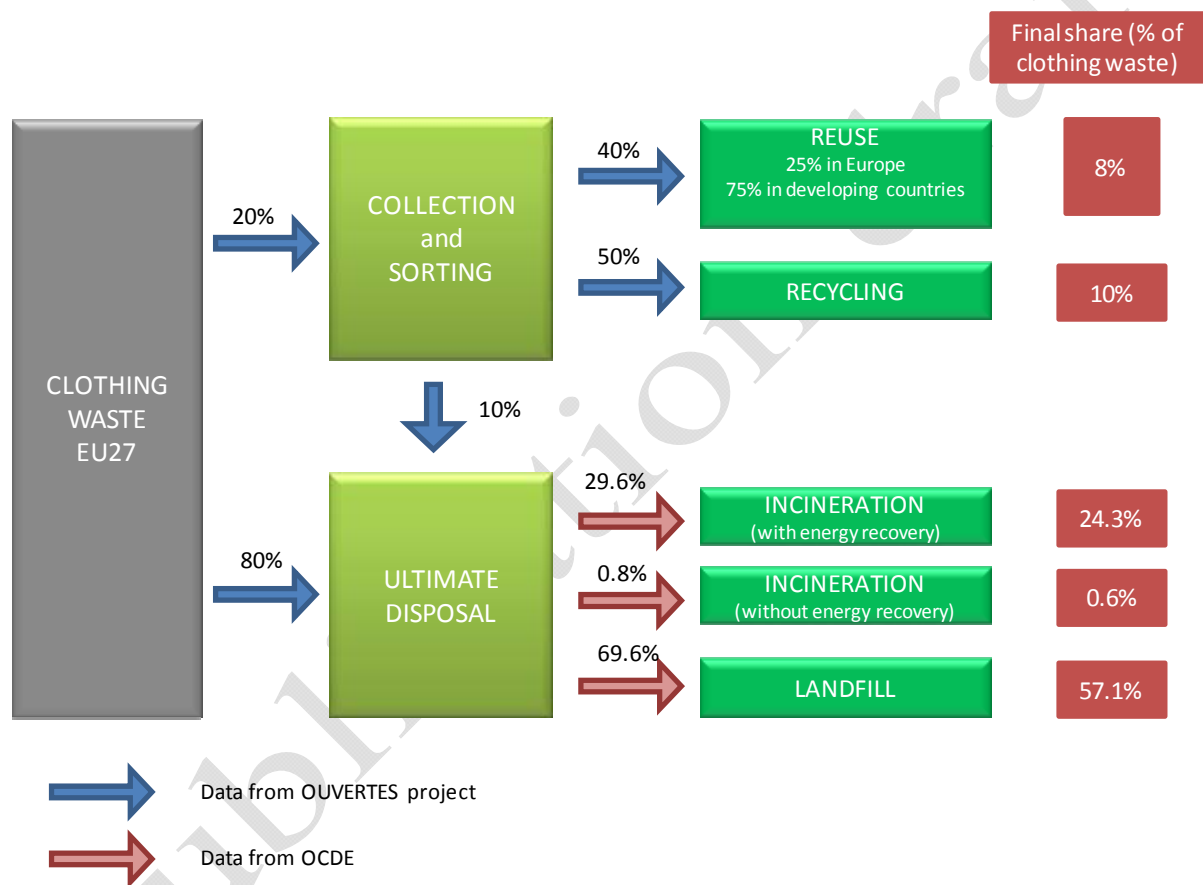 Final share (% of
clothing waste)
REUSE
25% in Europe
75% in developing countries
8%
40%
COLLECTION
and
SORTING
20%
50%
RECYCLING
10%
CLOTHING
WASTE
EU27
10%
29.6%
INCINERATION
(with energy recovery)
24.3%
80%
ULTIMATE
DISPOSAL
0.8%
INCINERATION
(without energy recovery)
0.6%
69.6%
LANDFILL
57.1%
Data from OUVERTES project
Data from OCDE